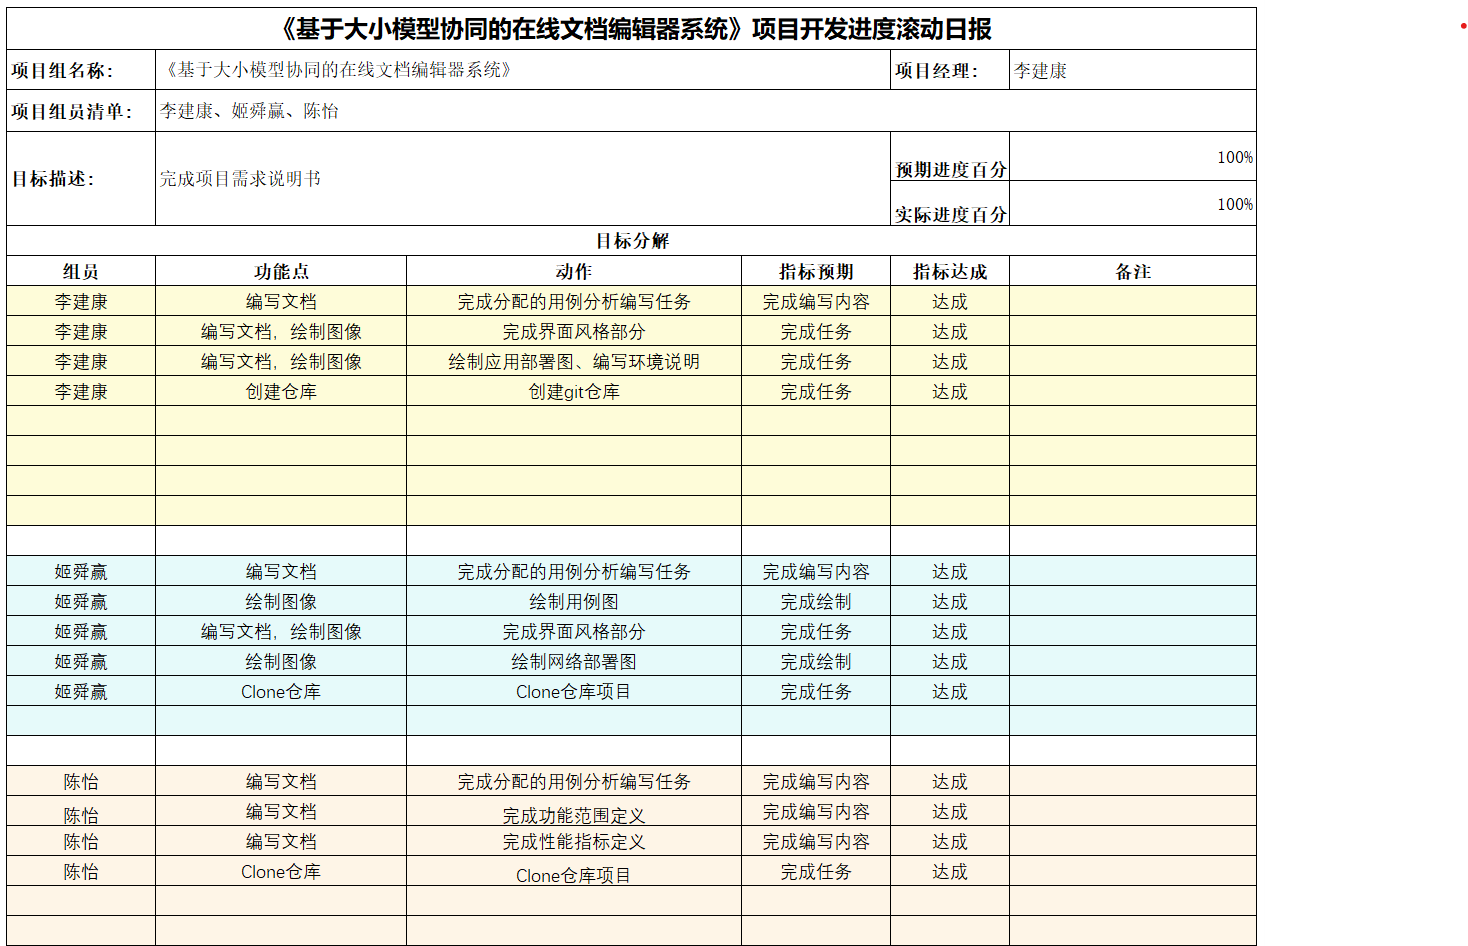 《基于大小模型协同的在线文档编辑器系统》项目开发进度滚动日报
项目组名称： 《基于大小模型协同的在线文档编辑器系统》 项目经理： 李建康
项目组员清单： 李建康、姬舜赢、陈怡
目标描述： 完成项目需求说明书 预期进度百分 100%
实际进度百分 100%
目标分解
组员 功能点 动作 指标预期 指标达成 备注
李建康 编写文档 完成分配的用例分析编写任务 完成编写内容 达成
李建康 编写文档，绘制图像 完成界面风格部分 完成任务 达成
李建康 编写文档，绘制图像 绘制应用部署图、编写环境说明 完成任务 达成
李建康 创建仓库 创建git仓库 完成任务 达成
姬舜赢 编写文档 完成分配的用例分析编写任务 完成编写内容 达成
姬舜赢 绘制图像 绘制用例图 完成绘制 达成
姬舜赢 编写文档，绘制图像 完成界面风格部分 完成任务 达成
姬舜赢 绘制图像 绘制网络部署图 完成绘制 达成
姬舜赢 Clone仓库 Clone仓库项目 完成任务 达成
陈怡 编写文档 完成分配的用例分析编写任务 完成编写内容 达成
陈怡 编写文档 完成功能范围定义 完成编写内容 达成
陈怡 编写文档 完成性能指标定义 完成编写内容 达成
陈怡 Clone仓库 Clone仓库项目 完成任务 达成